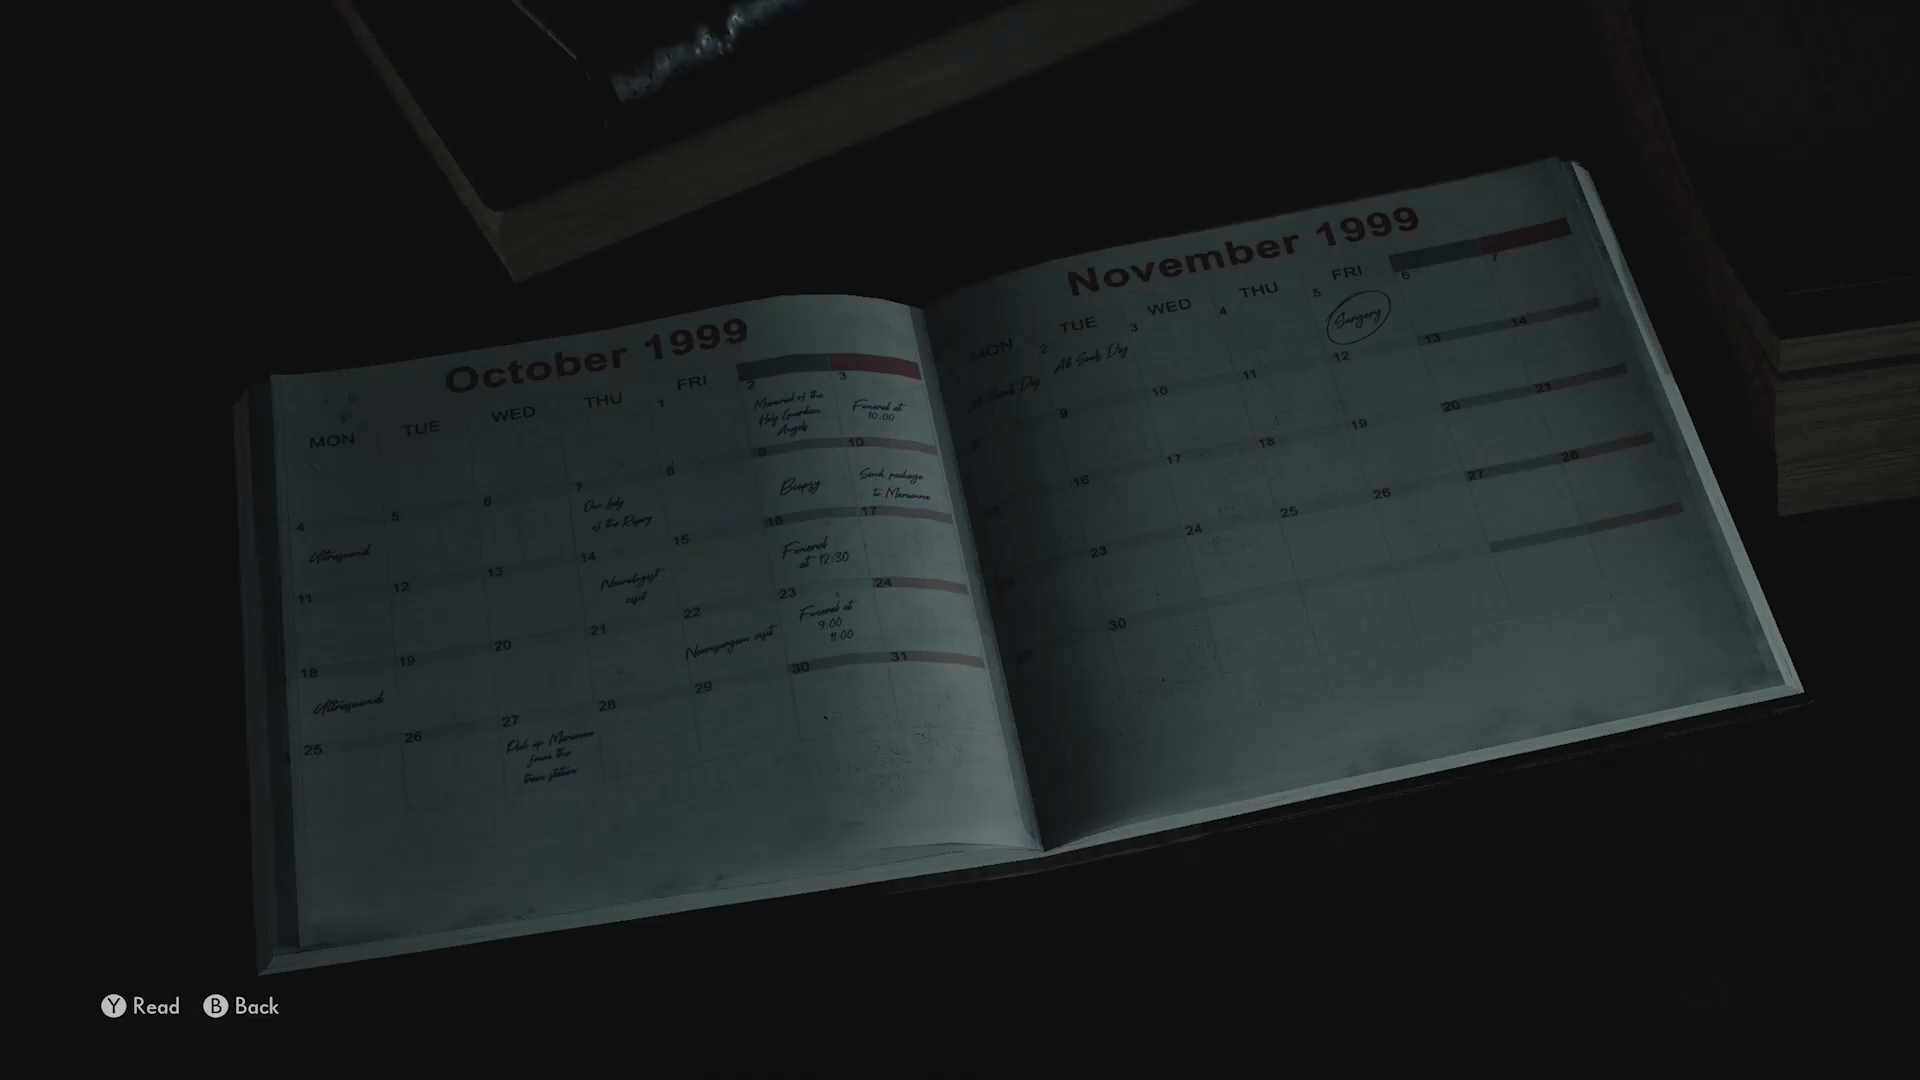 October 1999
MON TUE WED THU FRI
1 2 3
Memorial of the
Holy Guardian
Angels
Funeral at
10:00
4 5 6 7 8 9 10
Ultrasound
Our lady
of the Rosary
Biopsy
Send package
to Marianne
11 12 13 14 15 16 17
Neurologist
visit
Funeral
at 12:30
18 19 20 21 22 23 24
Ultrasound
Neurosurgeon visit
Funeral at
9:00
11:00
25 26 27 28 29 30 31
Pick up Marianne
from the
train station
November 1999
MON TUE WED THU FRI
2 3 4 5 6 7
All Saints Day
All Souls Day
Surgery
8 9 10 11 12 13 14
16 17 18 19 20 21
23 24 25 26 27 28
30
Y Read B Back